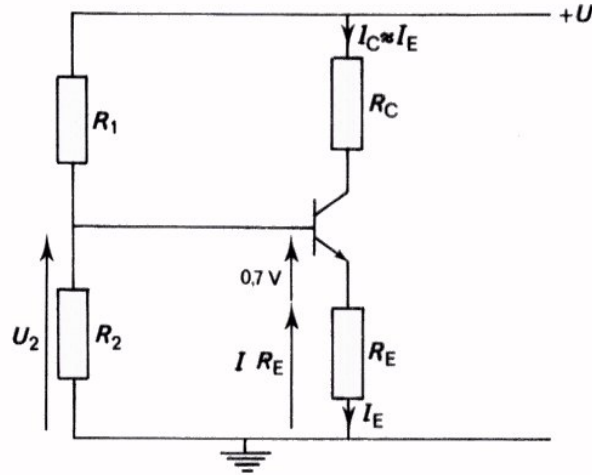 +U
I_C≈I_E
R_1
R_C
0,7 V
U_2
R_2
I R_E
R_E
I_E